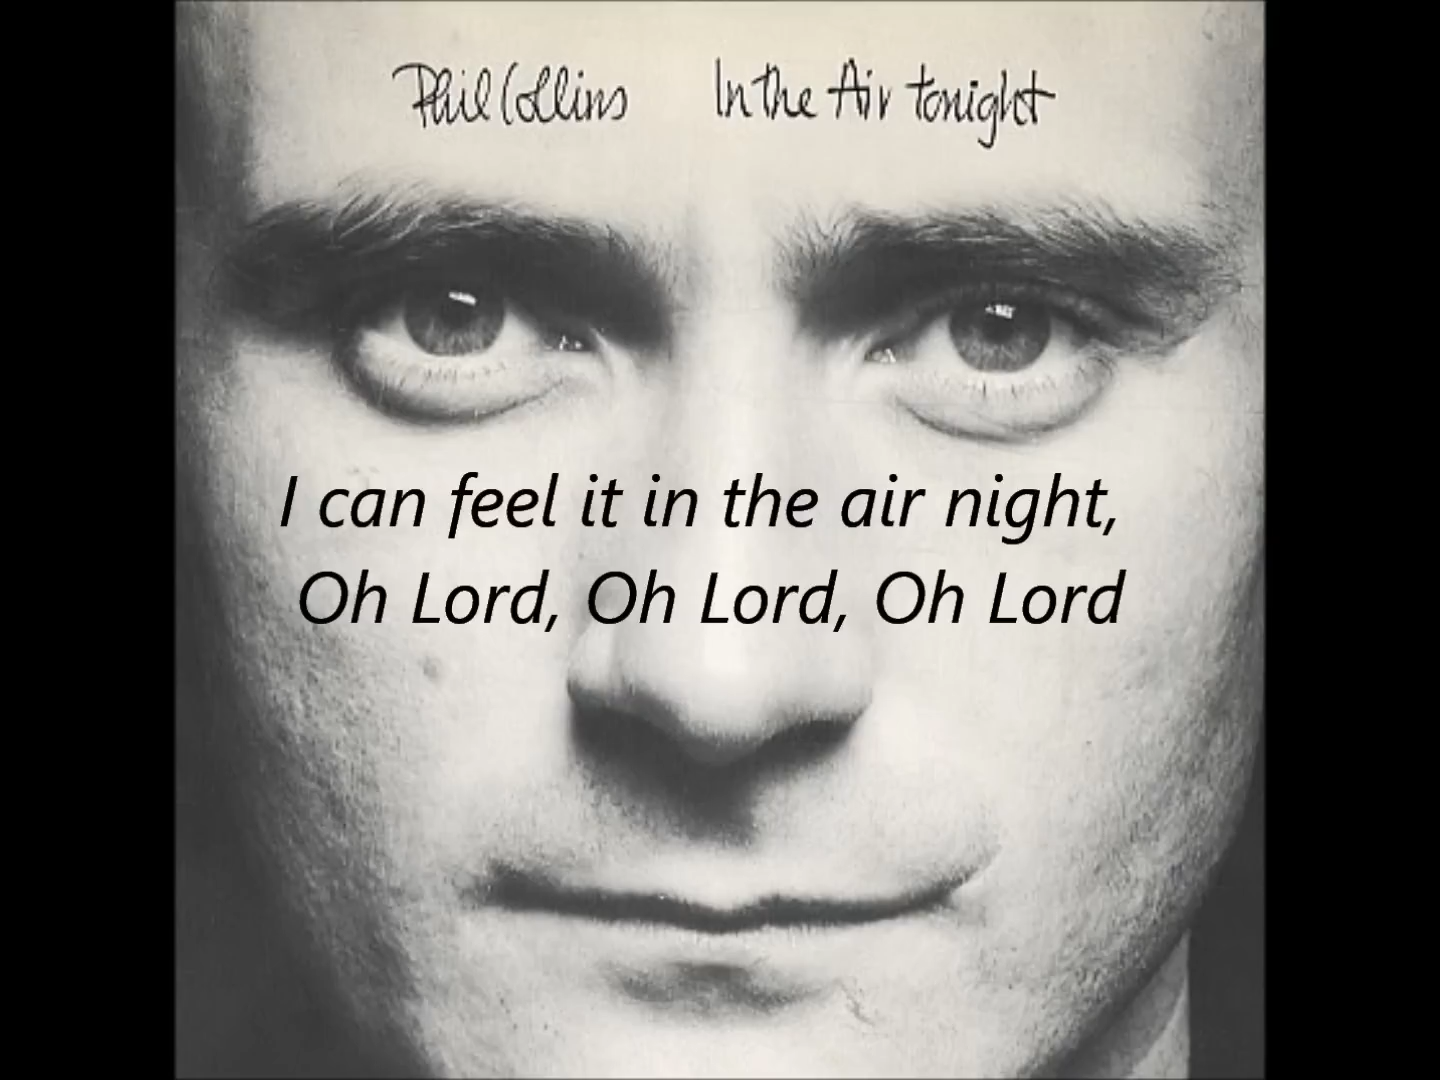 Phil Collins In the Air tonight
I can feel it in the air night,
Oh Lord, Oh Lord, Oh Lord